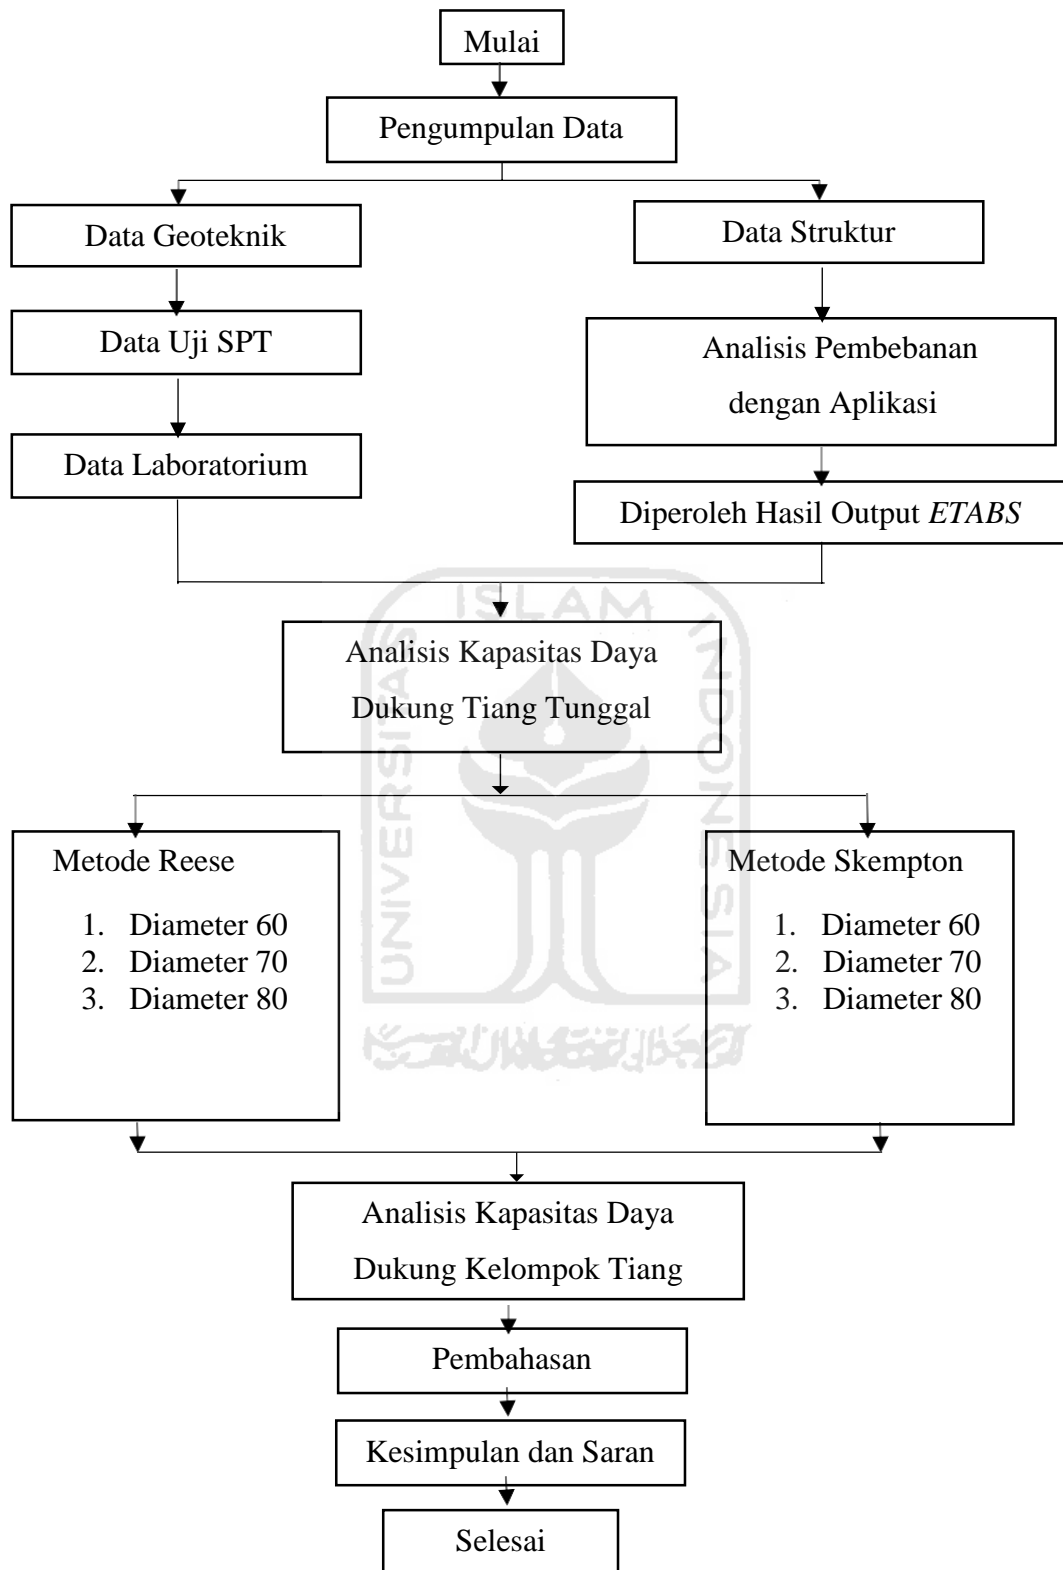 Mulai
Pengumpulan Data
Data Geoteknik
Data Struktur
Data Uji SPT
Analisis Pembebanan
dengan Aplikasi
Data Laboratorium
Diperoleh Hasil Output ETABS
Analisis Kapasitas Daya
Dukung Tiang Tunggal
Metode Reese
1. Diameter 60
2. Diameter 70
3. Diameter 80
Metode Skempton
1. Diameter 60
2. Diameter 70
3. Diameter 80
Analisis Kapasitas Daya
Dukung Kelompok Tiang
Pembahasan
Kesimpulan dan Saran
Selesai
UNIVERSITAS
ISLAM
INDONESIA